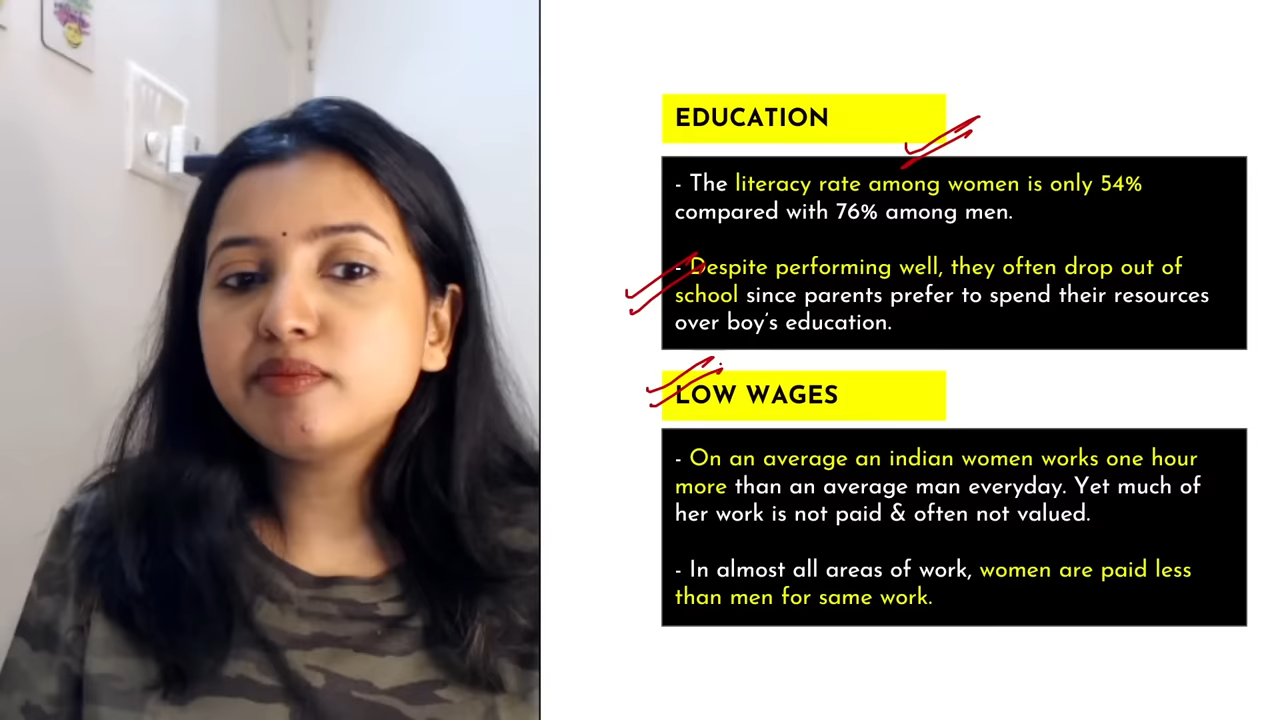 EDUCATION
- The literacy rate among women is only 54%
compared with 76% among men.
- Despite performing well, they often drop out of
school since parents prefer to spend their resources
over boy's education.
LOW WAGES
- On an average an indian women works one hour
more than an average man everyday. Yet much of
her work is not paid & often not valued.
- In almost all areas of work, women are paid less
than men for same work.